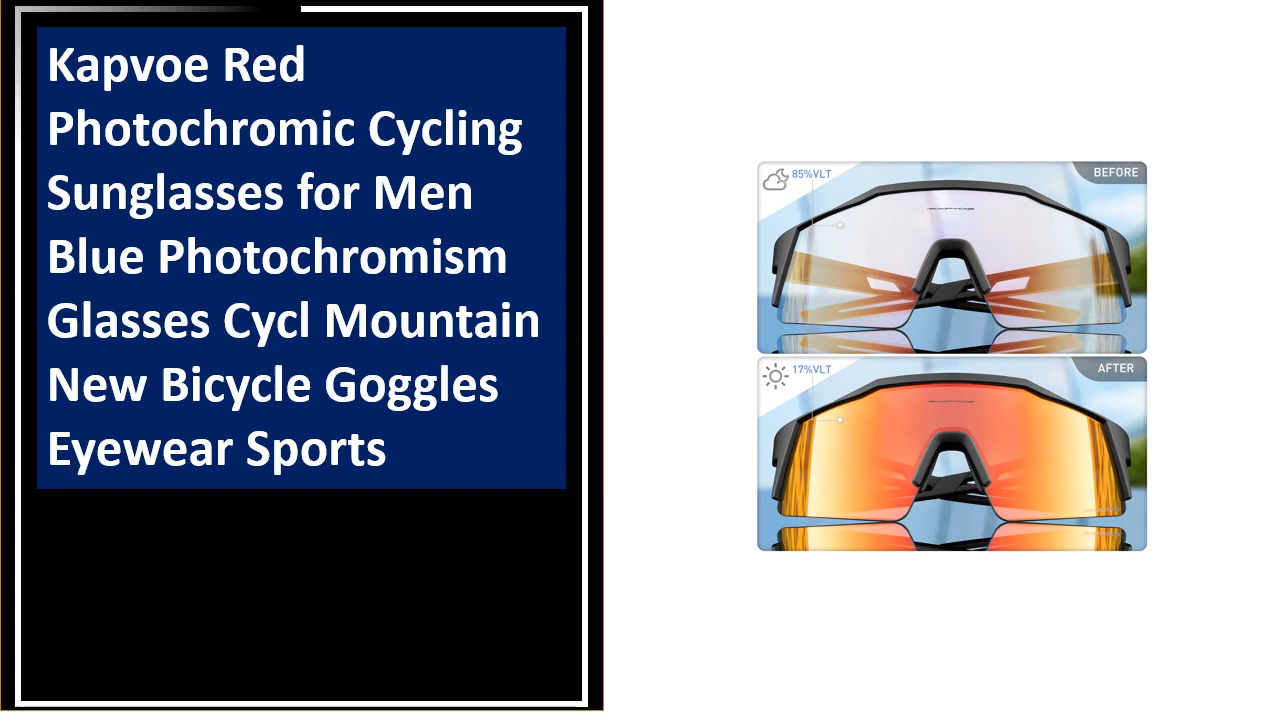 Kapvoe Red
Photochromic Cycling
Sunglasses for Men
Blue Photochromism
Glasses Cycl Mountain
New Bicycle Goggles
Eyewear Sports
85%VLT
BEFORE
17%VLT
AFTER